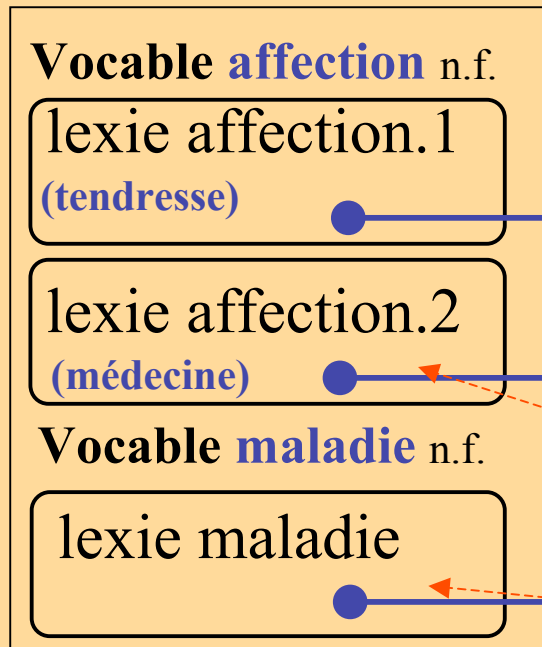 Vocable affection n.f.
lexie affection.1
(tendresse)
lexie affection.2
(médecine)
Vocable maladie n.f.
lexie maladie